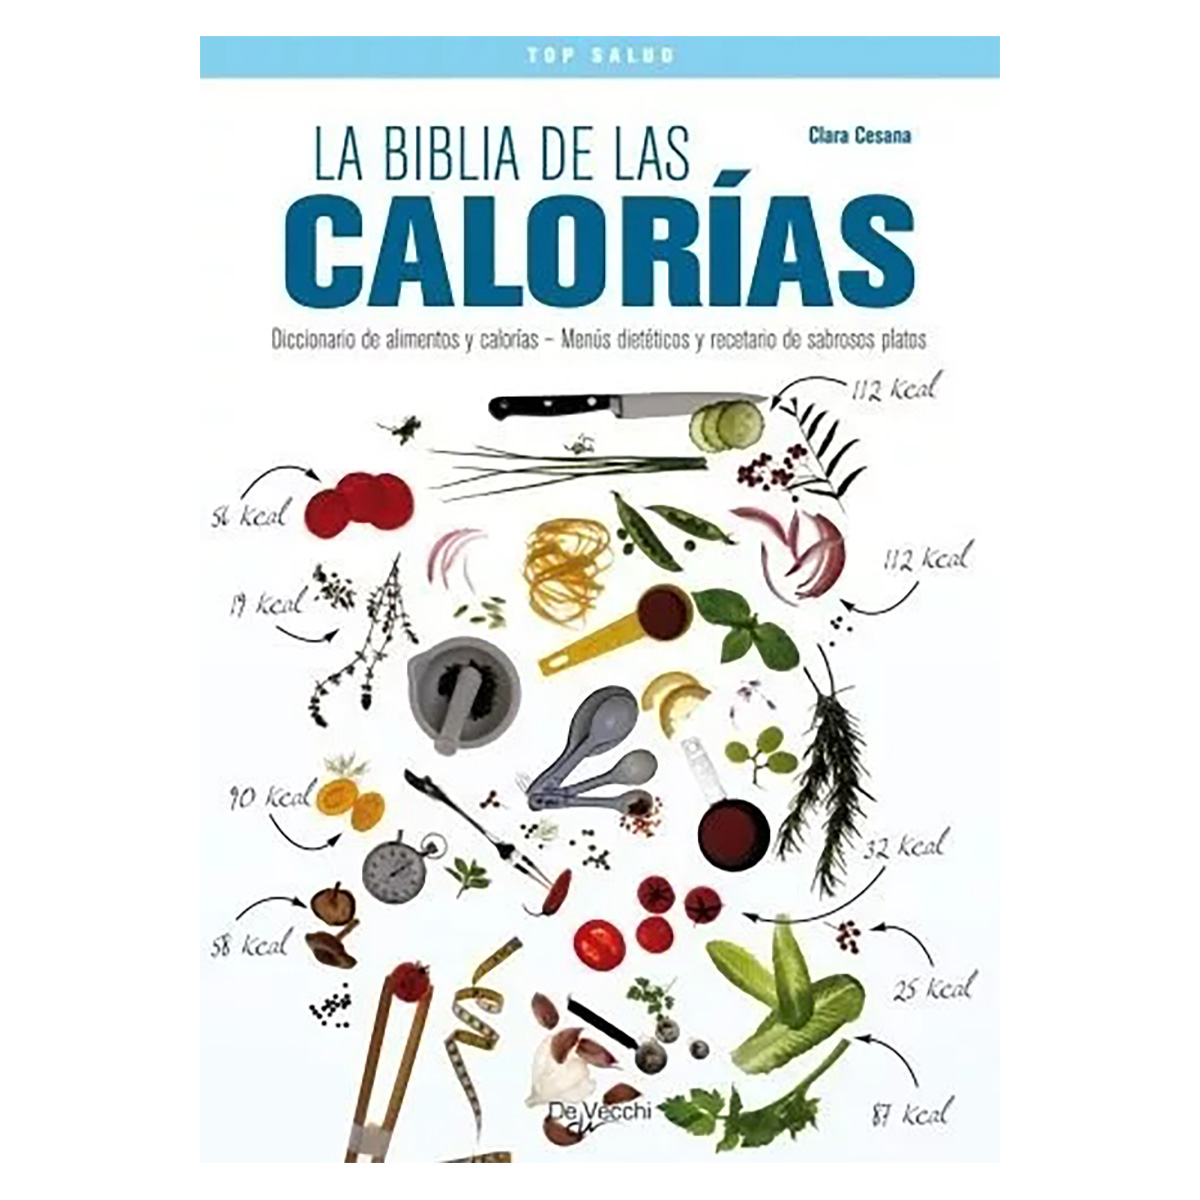 TOP SALUD
Clara Cesana
LA BIBLIA DE LAS
CALORÍAS
Diccionario de alimentos y calorías – Menús dietéticos y recetario de sabrosos platos
112 Kcal
56 Kcal
112 Kcal
19 Kcal
90 Kcal
32 Kcal
58 Kcal
25 Kcal
87 Kcal
De Vecchi